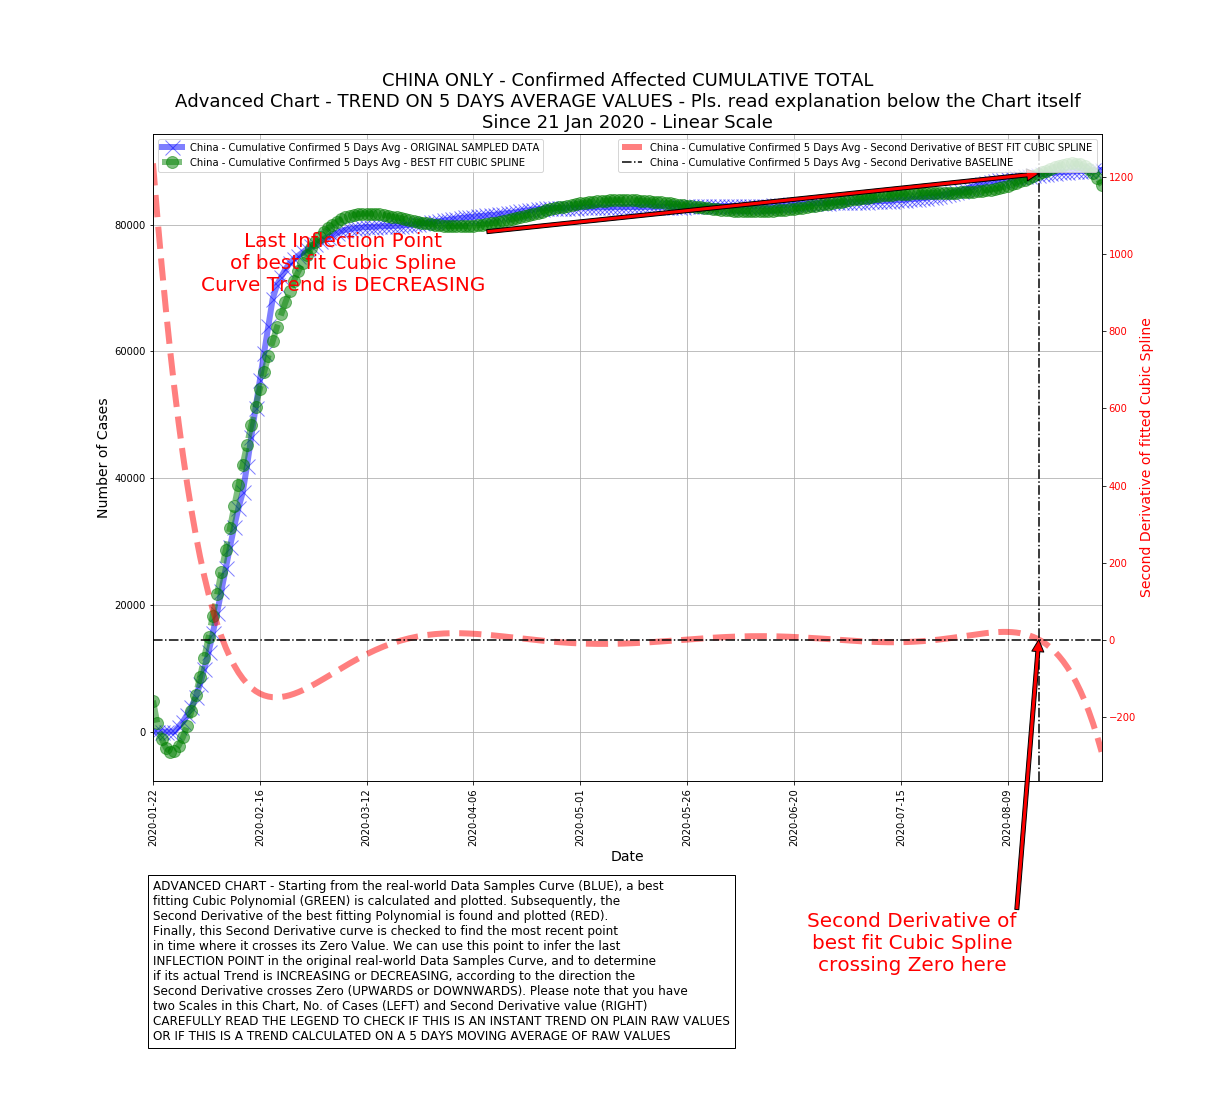 CHINA ONLY - Confirmed Affected CUMULATIVE TOTAL
Advanced Chart - TREND ON 5 DAYS AVERAGE VALUES - Pls. read explanation below the Chart itself
Since 21 Jan 2020 - Linear Scale
China - Cumulative Confirmed 5 Days Avg - ORIGINAL SAMPLED DATA
China - Cumulative Confirmed 5 Days Avg - BEST FIT CUBIC SPLINE
China - Cumulative Confirmed 5 Days Avg - Second Derivative of BEST FIT CUBIC SPLINE
China - Cumulative Confirmed 5 Days Avg - Second Derivative BASELINE
Last Inflection Point
of best fit Cubic Spline
Curve Trend is DECREASING
Number of Cases
80000
60000
40000
20000
0
1200
1000
800
600
400
200
0
−200
Second Derivative of fitted Cubic Spline
2020-01-22
2020-02-16
2020-03-12
2020-04-06
2020-05-01
2020-05-26
2020-06-20
2020-07-15
2020-08-09
Date
Second Derivative of
best fit Cubic Spline
crossing Zero here
ADVANCED CHART - Starting from the real-world Data Samples Curve (BLUE), a best
fitting Cubic Polynomial (GREEN) is calculated and plotted. Subsequently, the
Second Derivative of the best fitting Polynomial is found and plotted (RED).
Finally, this Second Derivative curve is checked to find the most recent point
in time where it crosses its Zero Value. We can use this point to infer the last
INFLECTION POINT in the original real-world Data Samples Curve, and to determine
if its actual Trend is INCREASING or DECREASING, according to the direction the
Second Derivative crosses Zero (UPWARDS or DOWNWARDS). Please note that you have
two Scales in this Chart, No. of Cases (LEFT) and Second Derivative value (RIGHT)
CAREFULLY READ THE LEGEND TO CHECK IF THIS IS AN INSTANT TREND ON PLAIN RAW VALUES
OR IF THIS IS A TREND CALCULATED ON A 5 DAYS MOVING AVERAGE OF RAW VALUES